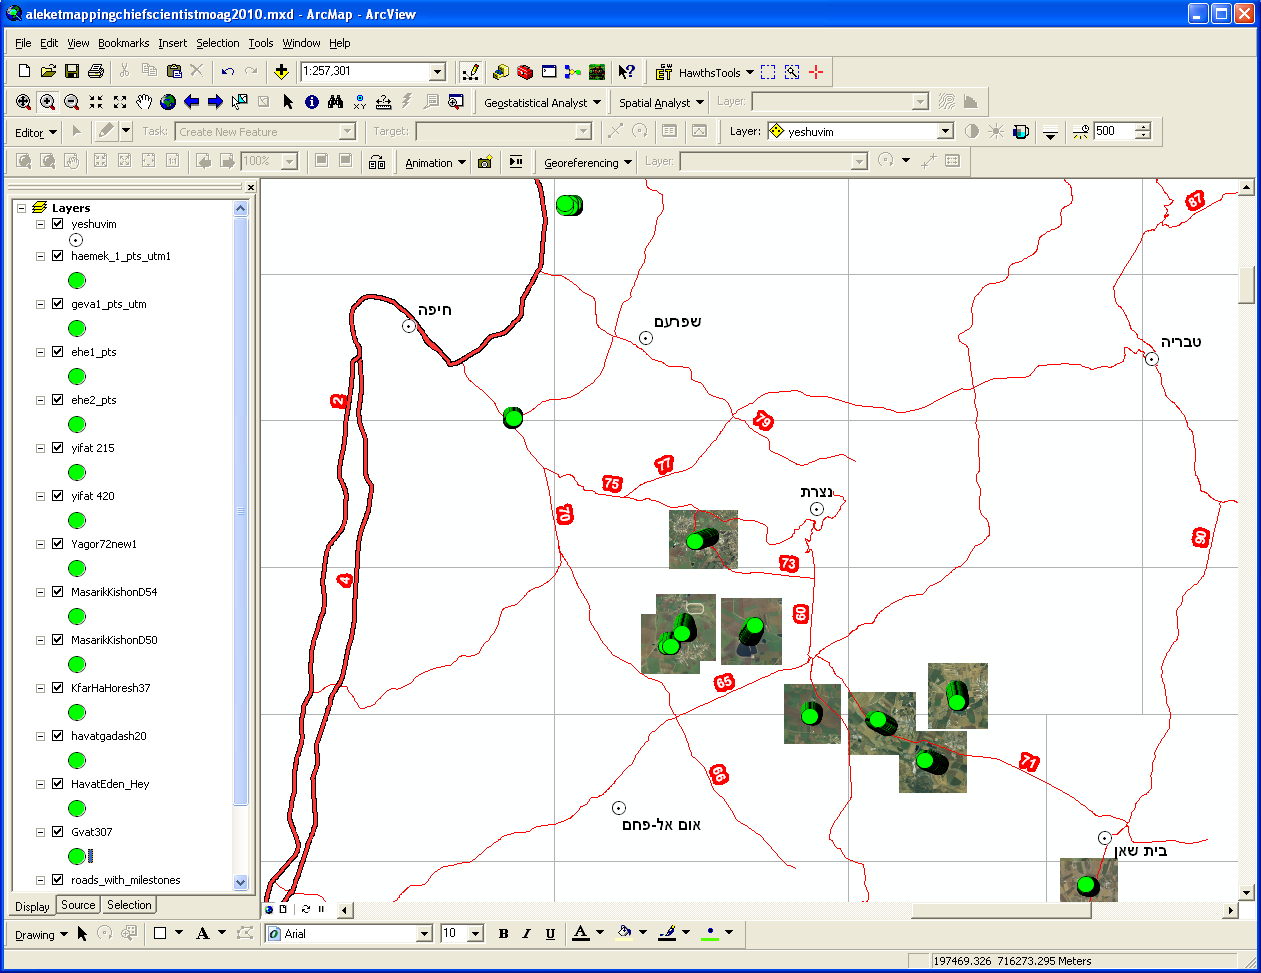 aleketmappingchiefscientistmoag2010.mxd - ArcMap - ArcView
File Edit View Bookmarks Insert Selection Tools Window Help
1:257,301 HawthsTools
Geostatistical Analyst Spatial Analyst Layer:
Editor Task: Create New Feature Target: Layer: yeshuvim 500
1:1 100% Animation Georeferencing Layer:
Layers
yeshuvim
haemek_1_pts_utm1
geva1_pts_utm
ehe1_pts
ehe2_pts
yifat 215
yifat 420
Yagor72new1
MasarikKishonD54
MasarikKishonD50
KfarHaHoresh37
havatgadash20
HavatEden_Hey
Gvat307
roads_with_milestones
Display Source Selection
87
חיפה
שפרעם
טבריה
2
79
77
75
נצרת
70
90
73
4
60
65
71
66
אום אל-פחם
בית שאן
Drawing A Arial 10 B I U A
197469.326 716273.295 Meters